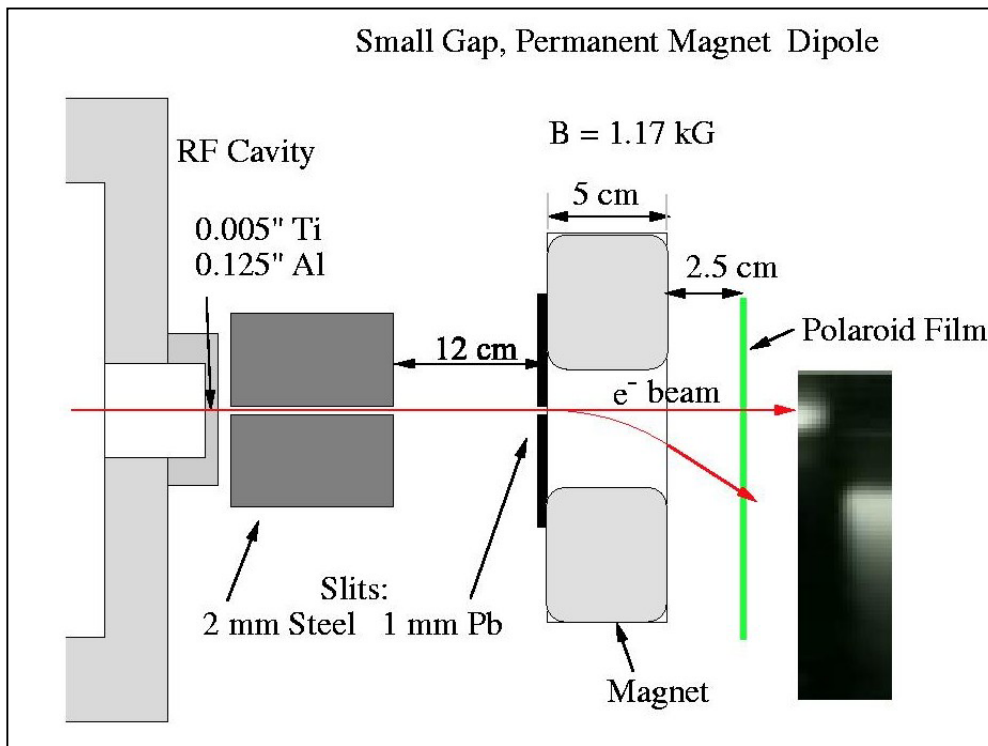 Small Gap, Permanent Magnet Dipole
B = 1.17 kG
RF Cavity
5 cm
0.005" Ti
0.125" Al
2.5 cm
Polaroid Film
12 cm
e⁻ beam
Slits:
2 mm Steel 1 mm Pb
Magnet